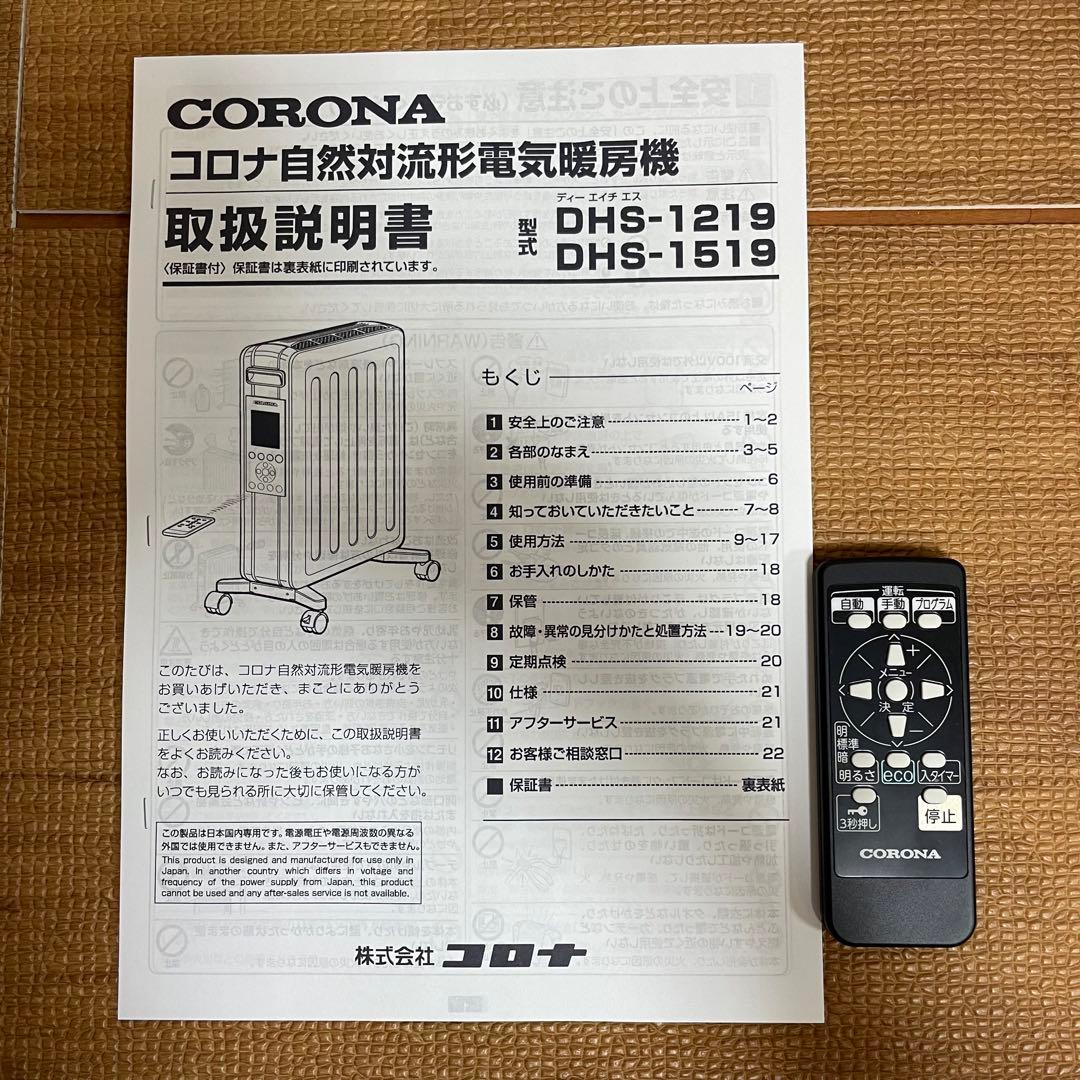 CORONA
コロナ自然対流形電気暖房機
取扱説明書
型式
ディー エイチ エス
DHS-1219
DHS-1519
〈保証書付〉保証書は裏表紙に印刷されています。
CORONA
もくじ
ページ
1 安全上のご注意 1～2
2 各部のなまえ 3～5
3 使用前の準備 6
4 知っておいていただきたいこと 7～8
5 使用方法 9～17
6 お手入れのしかた 18
7 保管 18
8 故障・異常の見分けかたと処置方法 19～20
9 定期点検 20
10 仕様 21
11 アフターサービス 21
12 お客様ご相談窓口 22
■ 保証書 裏表紙
このたびは、コロナ自然対流形電気暖房機を
お買いあげいただき、まことにありがとう
ございました。
正しくお使いいただくために、この取扱説明書
をよくお読みください。
なお、お読みになった後もお使いになる方が
いつでも見られる所に大切に保管してください。
この製品は日本国内専用です。電源電圧や電源周波数の異なる
外国では使用できません。また、アフターサービスもできません。
This product is designed and manufactured for use only in
Japan. In another country which differs in voltage and
frequency of the power supply from Japan, this product
cannot be used and any after-sales service is not available.
株式会社 コロナ
運転
自動 手動 プログラム
＋
メニュー
決定
－
明
標準
暗
明るさ eco 入タイマー
3秒押し
停止
CORONA